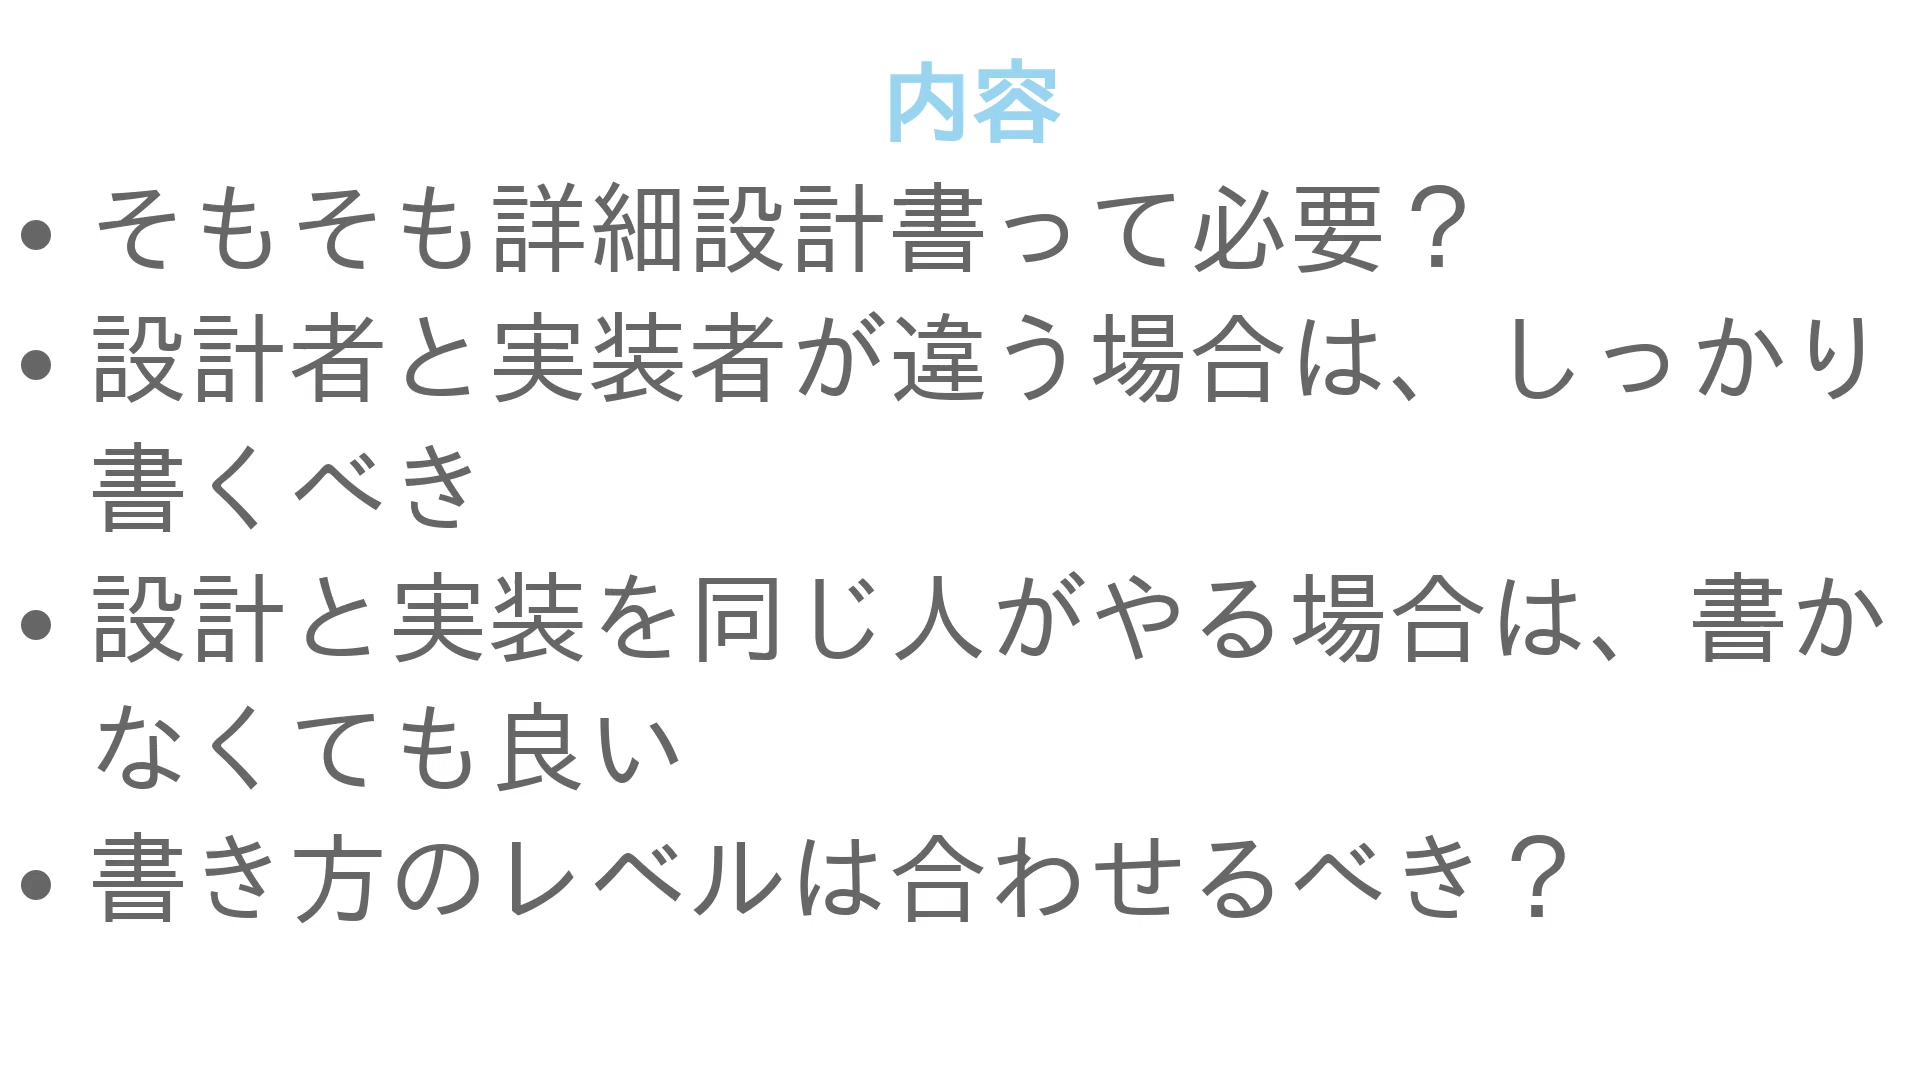 内容
• そもそも詳細設計書って必要？
• 設計者と実装者が違う場合は、しっかり
書くべき
• 設計と実装を同じ人がやる場合は、書か
なくても良い
• 書き方のレベルは合わせるべき？